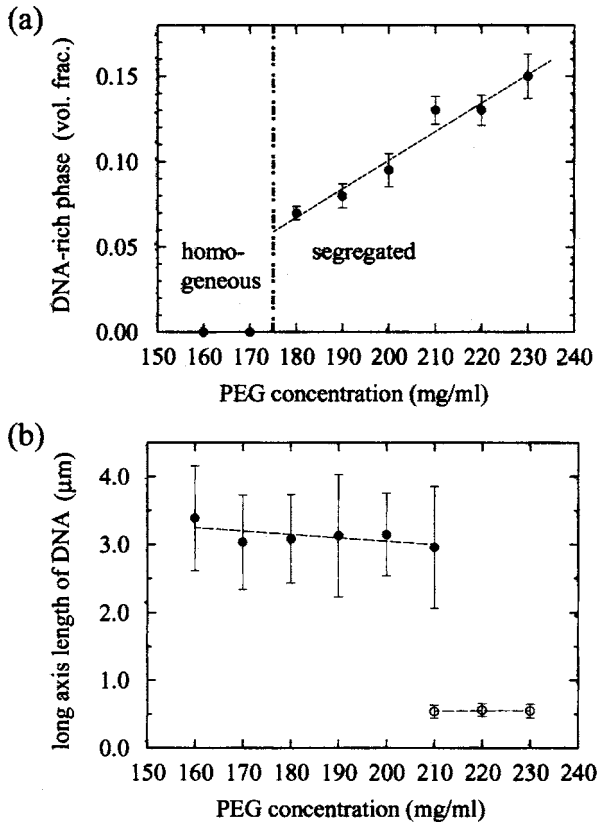 (a)
DNA-rich phase (vol. frac.)
0.15
0.10
0.05
0.00
homo-
geneous
segregated
150 160 170 180 190 200 210 220 230 240
PEG concentration (mg/ml)
(b)
long axis length of DNA (μm)
4.0
3.0
2.0
1.0
0.0
150 160 170 180 190 200 210 220 230 240
PEG concentration (mg/ml)